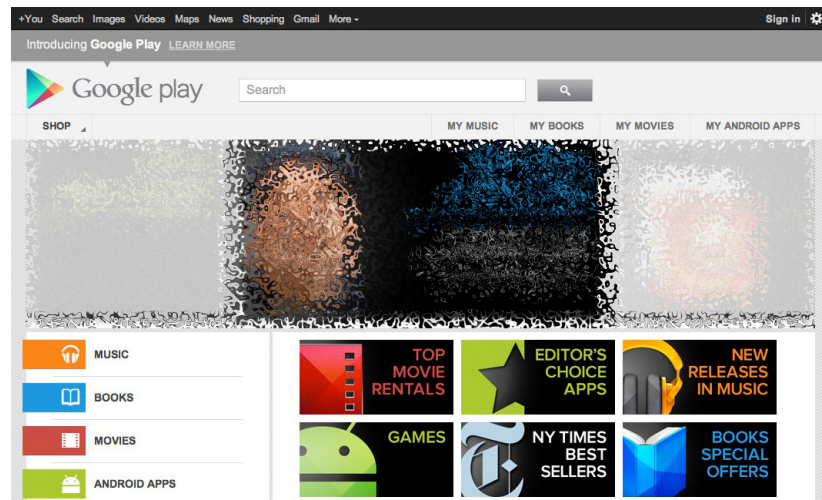 +You Search Images Videos Maps News Shopping Gmail More
Sign in
Introducing Google Play LEARN MORE
Google play
Search
SHOP
MY MUSIC MY BOOKS MY MOVIES MY ANDROID APPS
MUSIC
BOOKS
MOVIES
ANDROID APPS
TOP
MOVIE
RENTALS
EDITOR'S
CHOICE
APPS
NEW
RELEASES
IN MUSIC
GAMES
NY TIMES
BEST
SELLERS
BOOKS
SPECIAL
OFFERS